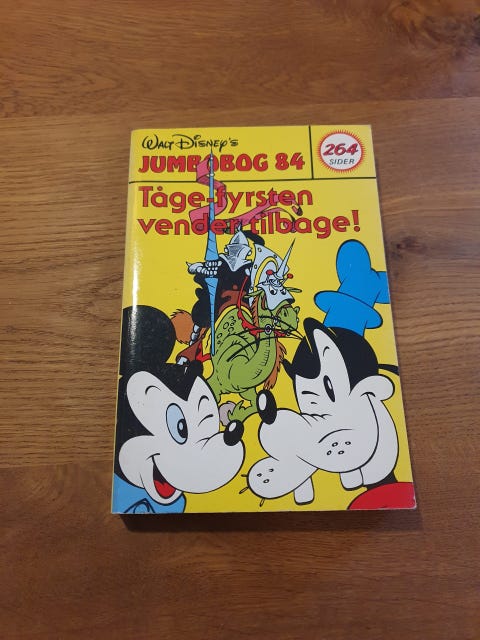 Walt Disney's
JUMBOBOG 84
264
SIDER
Tåge-fyrsten
vender tilbage!